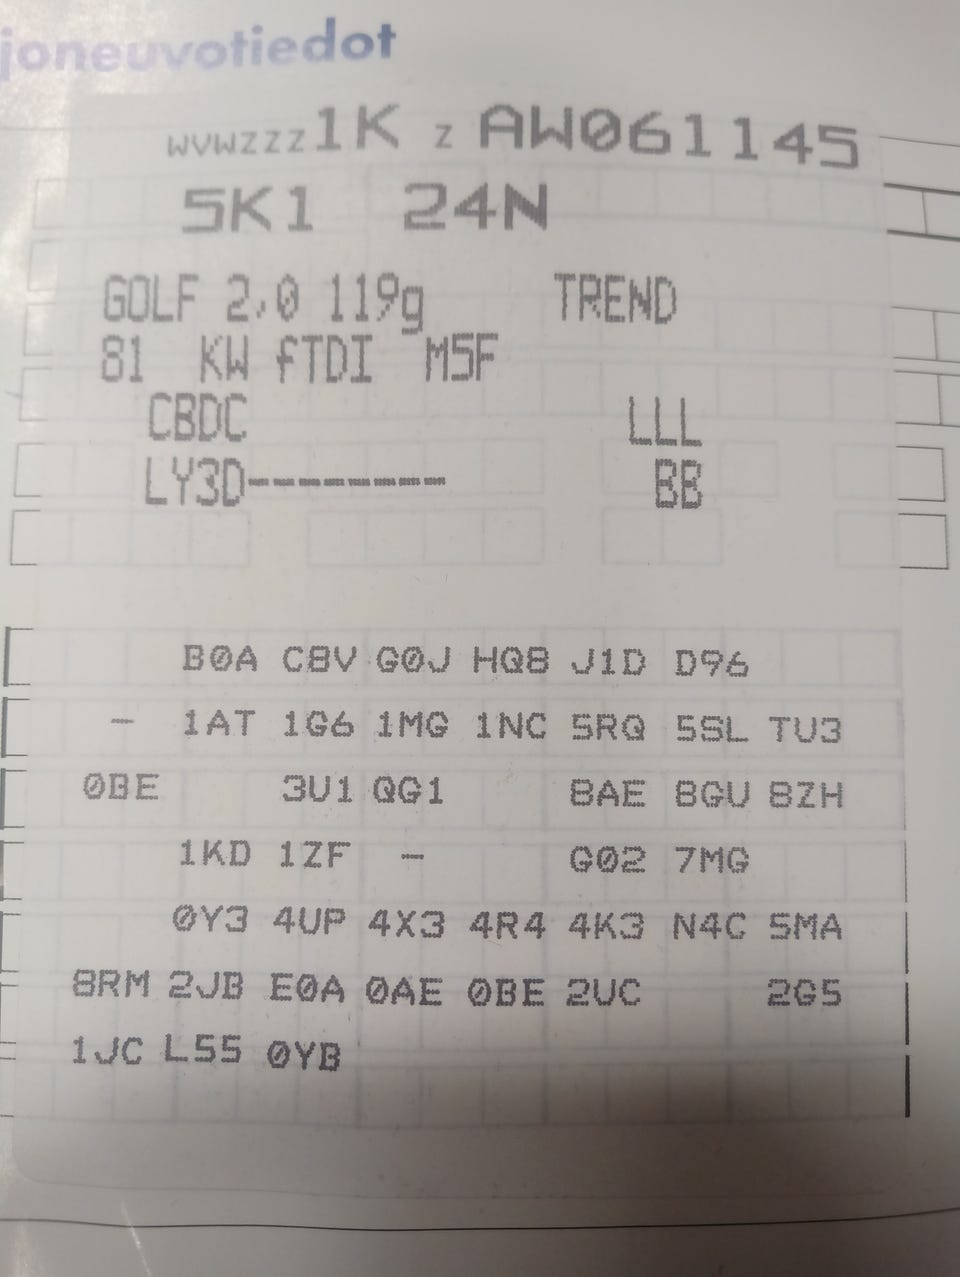 joneuvotiedot
WVWZZZ1K Z AW061145
5K1 24N
GOLF 2,0 119g TREND
81 KW fTDI M5F
CBDC LLL
LY3D-------- BB
B0A C8V G0J HQ8 J1D D96
- 1AT 1G6 1MG 1NC 5RQ 5SL TU3
0BE 3U1 QG1 8AE 8GU 8ZH
1KD 1ZF - G02 7MG
0Y3 4UP 4X3 4R4 4K3 N4C 5MA
8RM 2JB E0A 0AE 0BE 2UC 2G5
1JC L55 0YB